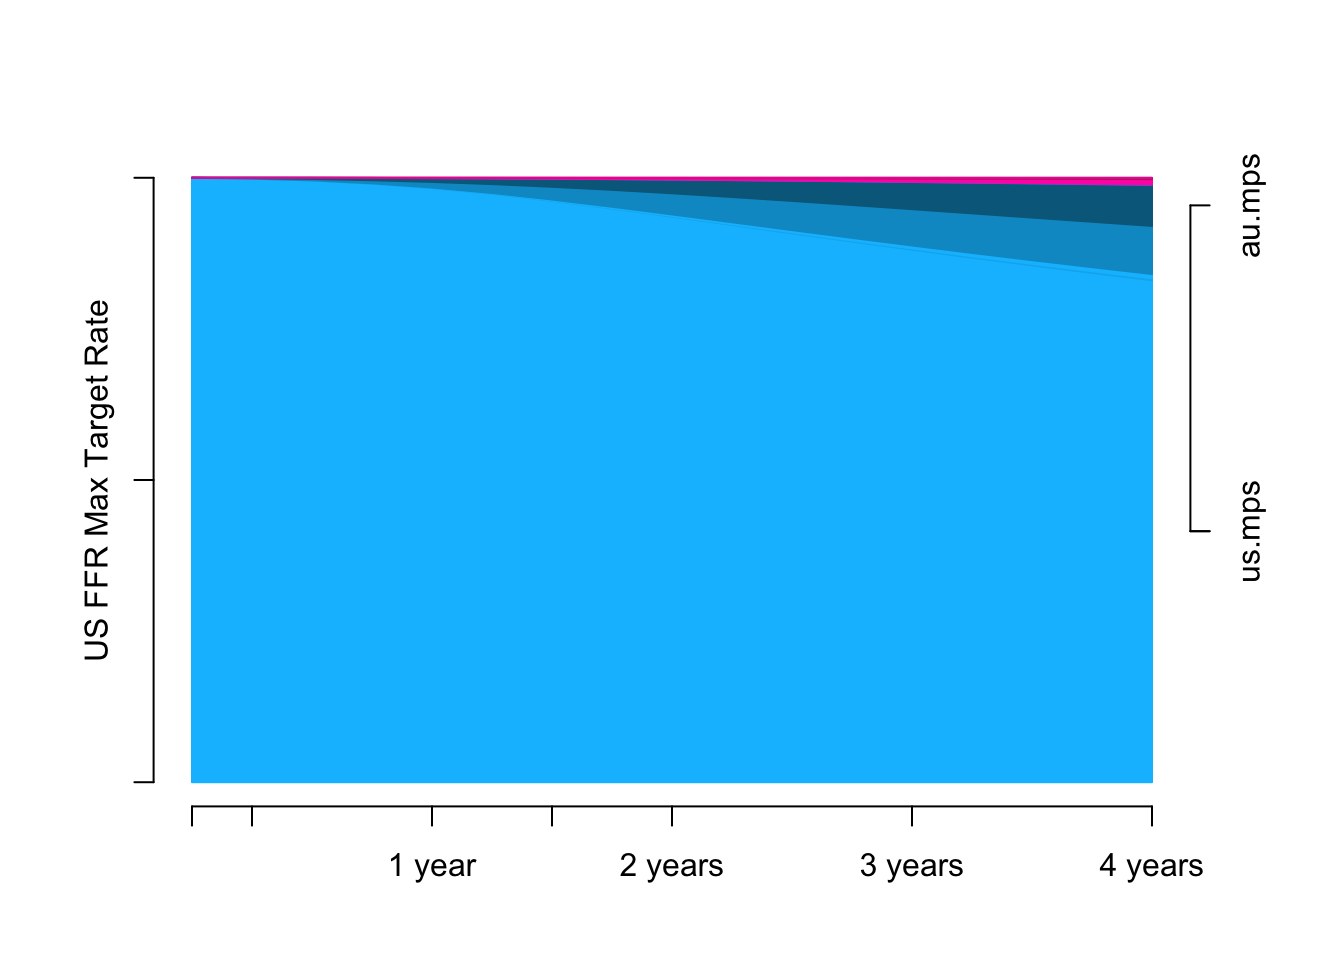 US FFR Max Target Rate
au.mps
us.mps
1 year
2 years
3 years
4 years